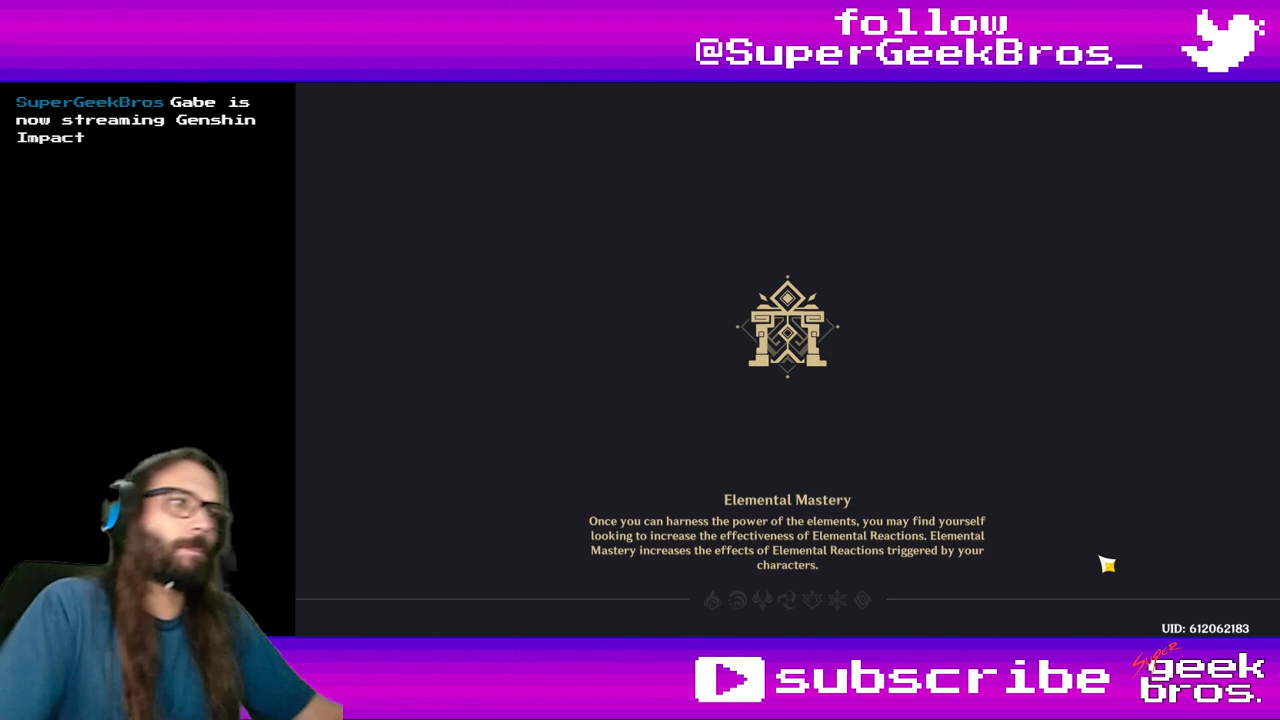 follow
@SuperGeekBros_
SuperGeekBros Gabe is
now streaming Genshin
Impact
Elemental Mastery
Once you can harness the power of the elements, you may find yourself
looking to increase the effectiveness of Elemental Reactions. Elemental
Mastery increases the effects of Elemental Reactions triggered by your
characters.
UID: 612062183
subscribe
SUPER
geek
bros.